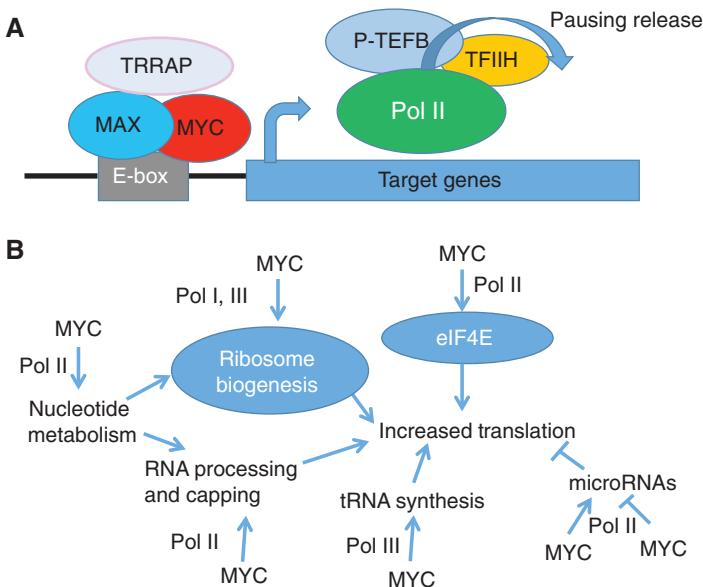 A
TRRAP
MAX
MYC
E-box
P-TEFB
TFIIH
Pol II
Pausing release
Target genes
B
MYC
Pol I, III
MYC
Pol II
MYC
Pol II
Ribosome
biogenesis
eIF4E
Nucleotide
metabolism
Increased translation
RNA processing
and capping
tRNA synthesis
microRNAs
Pol II
MYC
Pol III
MYC
Pol II
MYC
MYC